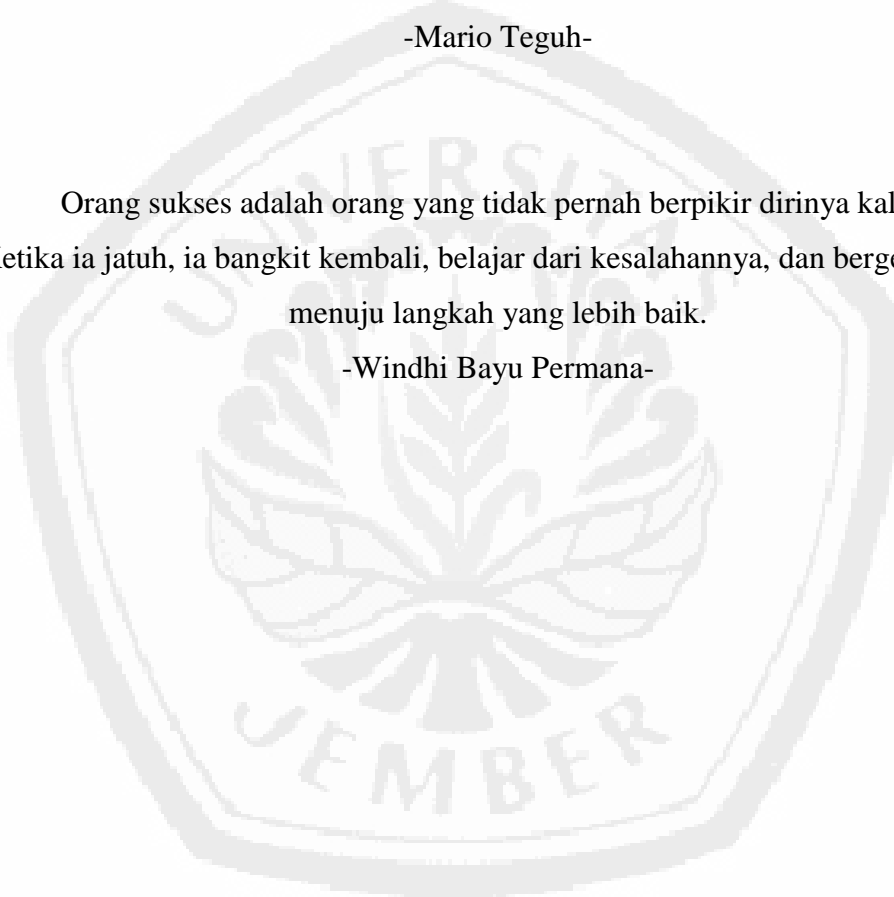 -Mario Teguh-
UNIVERSITAS
Orang sukses adalah orang yang tidak pernah berpikir dirinya
ia jatuh, ia bangkit kembali, belajar dari kesalahannya, dan
menuju langkah yang lebih baik.
-Windhi Bayu Permana-
JEMBER